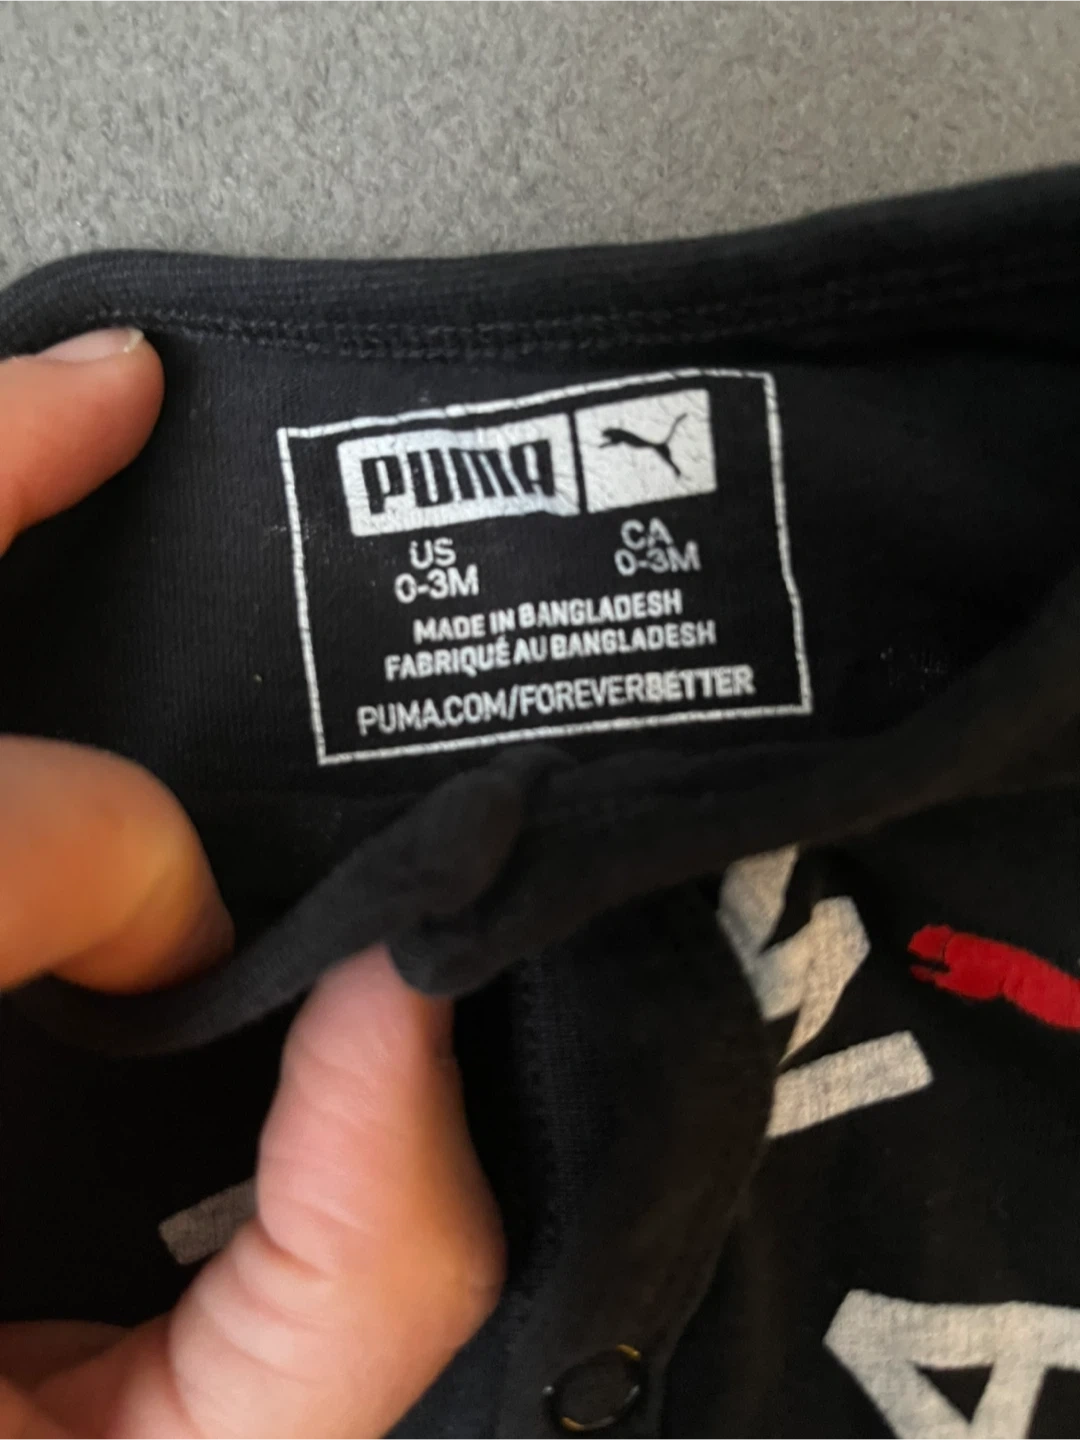 PUMA
US CA
0-3M 0-3M
MADE IN BANGLADESH
FABRIQUÉ AU BANGLADESH
PUMA.COM/FOREVERBETTER